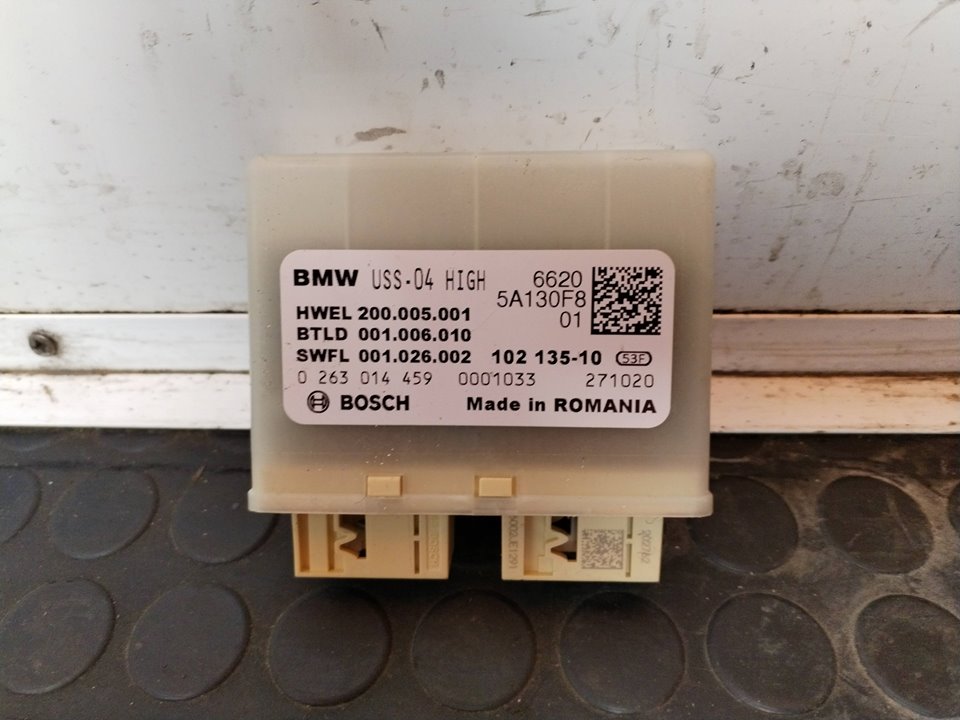 BMW USS-04 HIGH 6620
5A130F8
01
HWEL 200.005.001
BTLD 001.006.010
SWFL 001.026.002 102 135-10 53F
0 263 014 459 0001033 271020
BOSCH Made in ROMANIA